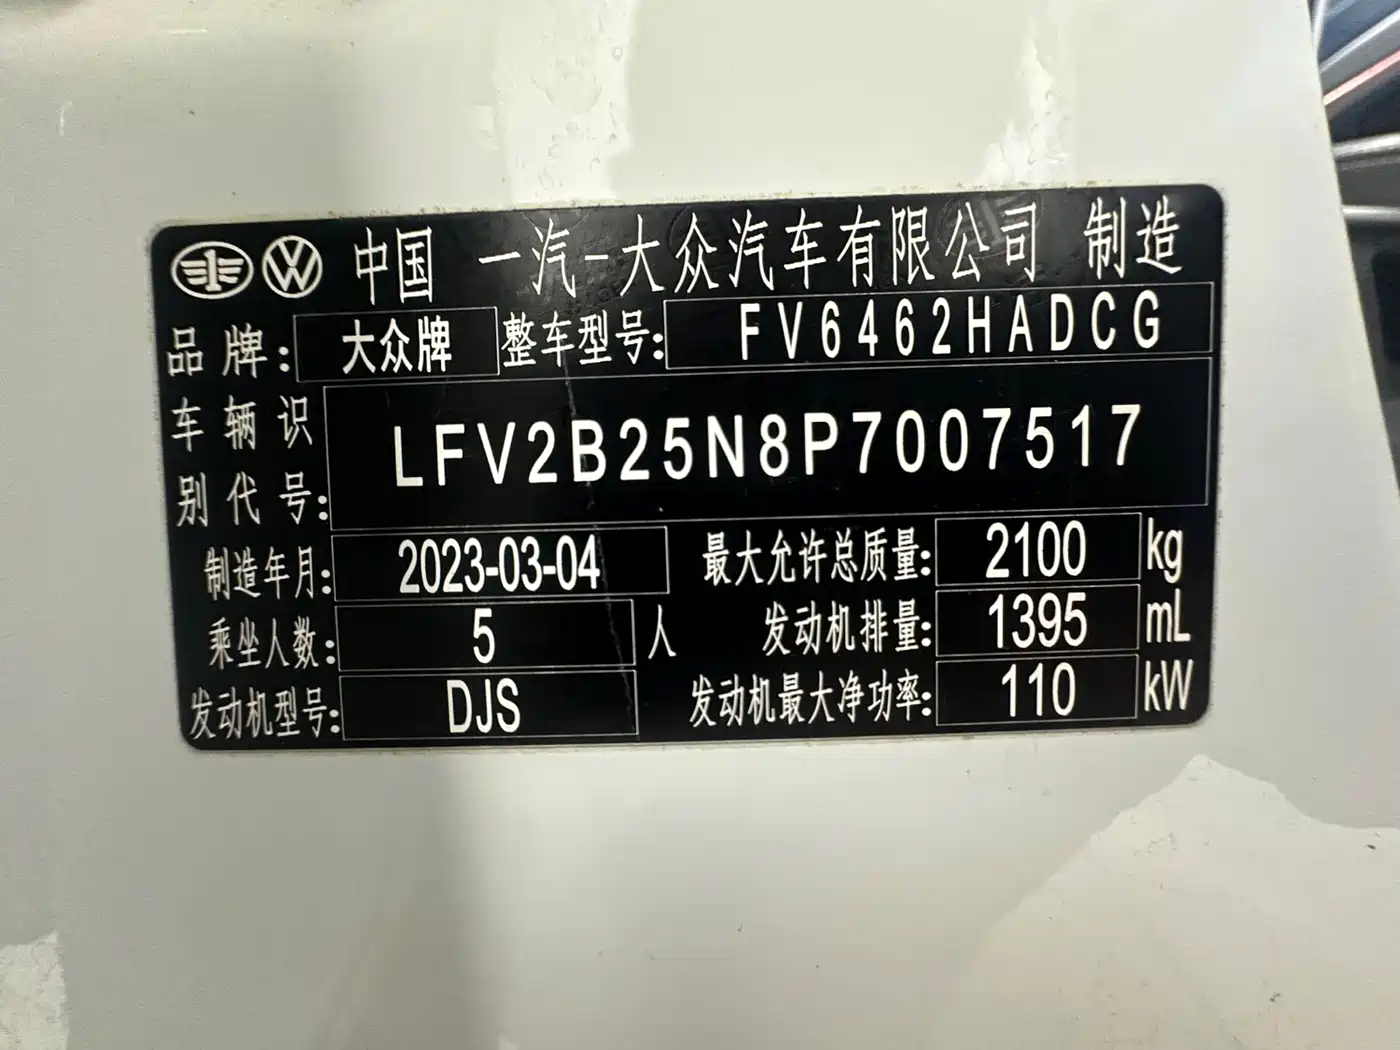 中国 一汽-大众汽车有限公司 制造
品牌: 大众牌 整车型号: FV6462HADCG
车辆识
别代号: LFV2B25N8P7007517
制造年月: 2023-03-04 最大允许总质量: 2100 kg
乘坐人数: 5 人 发动机排量: 1395 mL
发动机型号: DJS 发动机最大净功率: 110 kW